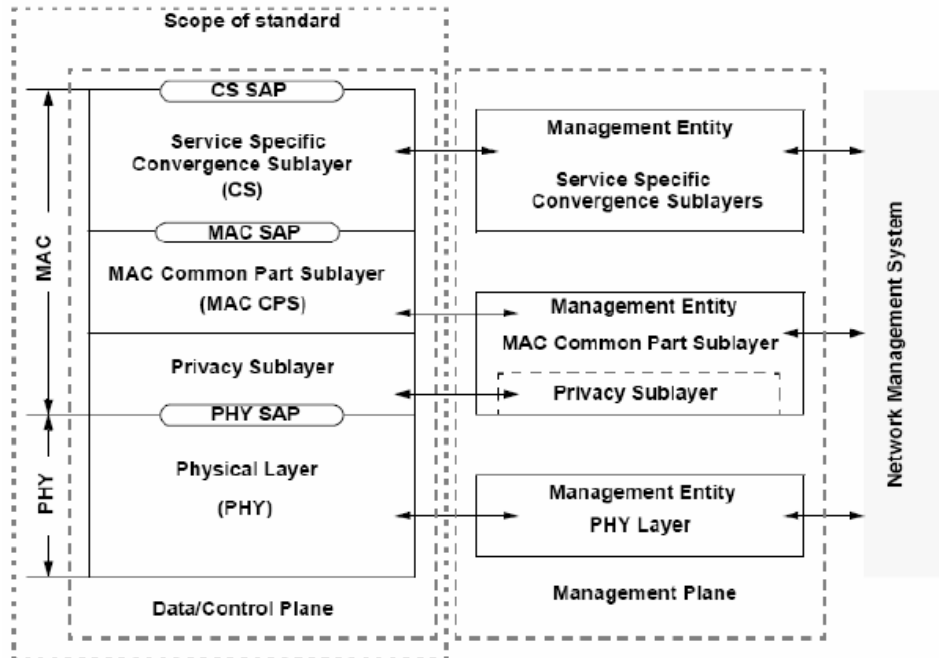 Scope of standard
CS SAP
Service Specific
Convergence Sublayer
(CS)
MAC SAP
MAC Common Part Sublayer
(MAC CPS)
Privacy Sublayer
PHY SAP
Physical Layer
(PHY)
Data/Control Plane
MAC
PHY
Management Entity
Service Specific
Convergence Sublayers
Management Entity
MAC Common Part Sublayer
Privacy Sublayer
Management Entity
PHY Layer
Management Plane
Network Management System